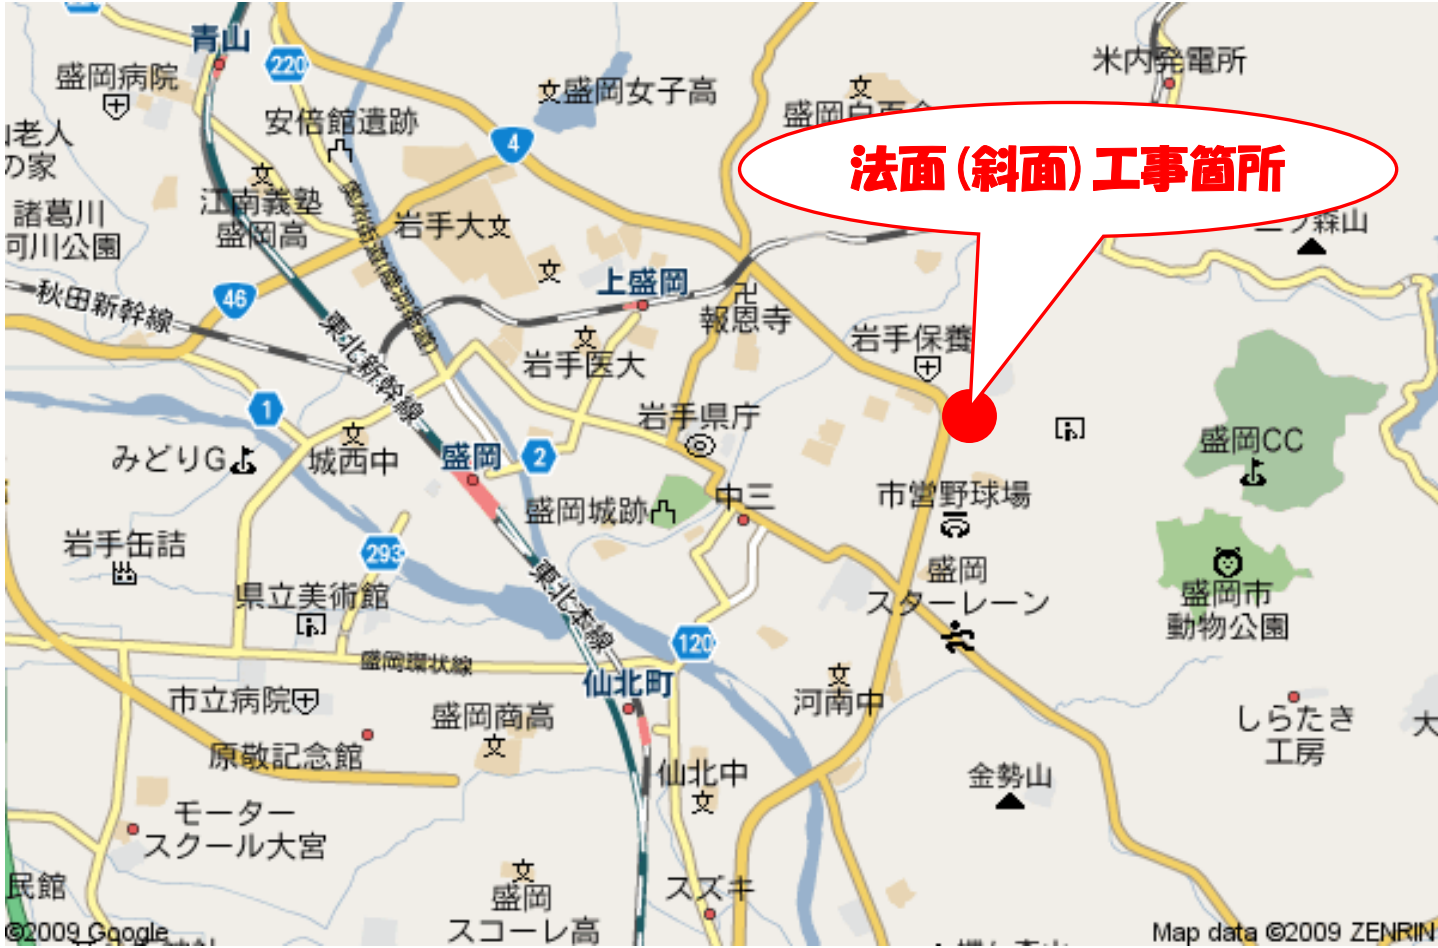 青山
220
盛岡病院
盛岡女子高
米内発電所
安倍館遺跡
4
老人
の家
法面(斜面)工事箇所
江南義塾
盛岡高
諸葛川
河川公園
岩手大
森山
秋田新幹線
46
上盛岡
東北新幹線
報恩寺
岩手保養
岩手医大
1
岩手県庁
みどりG
城西中
盛岡
2
盛岡CC
中三
市営野球場
盛岡城跡
岩手缶詰
293
盛岡
スターレーン
県立美術館
東北本線
盛岡市
動物公園
120
盛岡環状線
仙北町
市立病院
盛岡商高
河南中
しらたき
工房
大
原敬記念館
仙北中
金勢山
モーター
スクール大宮
民館
盛岡
スコーレ高
スズキ
©2009 Google
Map data ©2009 ZENRIN